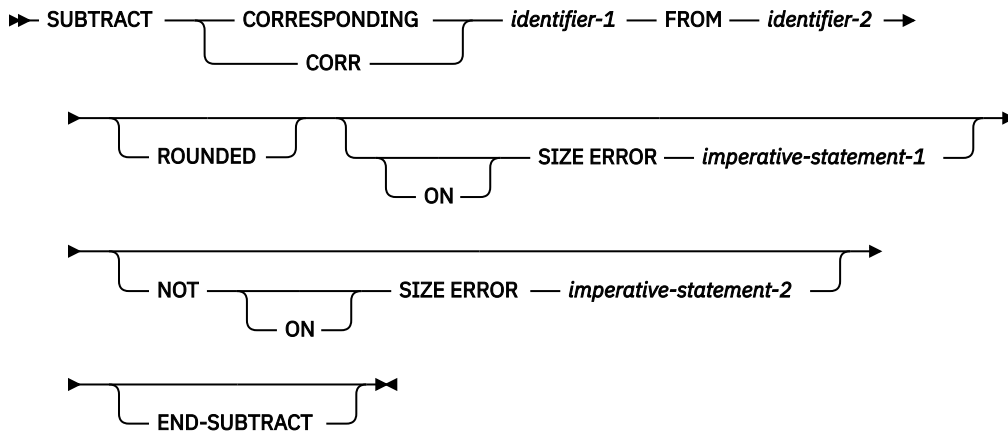 SUBTRACT CORRESPONDING identifier-1 FROM identifier-2
CORR
ROUNDED SIZE ERROR imperative-statement-1
ON
NOT SIZE ERROR imperative-statement-2
ON
END-SUBTRACT